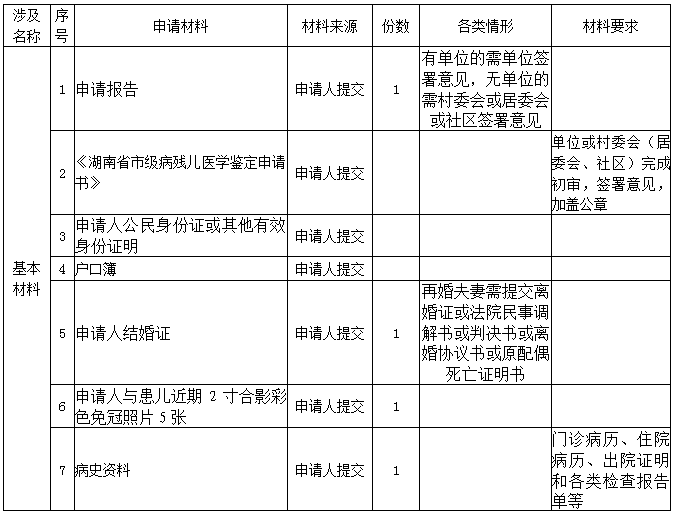 涉及名称 序号 申请材料 材料来源 份数 各类情形 材料要求
基本材料
1 申请报告 申请人提交 1 有单位的需单位签
署意见，无单位的
需村委会或居委会
或社区签署意见
2 《湖南省市级病残儿医学鉴定申请
书》 申请人提交 单位或村委会（居
委会、社区）完成
初审，签署意见，
加盖公章
3 申请人公民身份证或其他有效
身份证明 申请人提交
4 户口簿 申请人提交
5 申请人结婚证 申请人提交 1 再婚夫妻需提交离
婚证或法院民事调
解书或判决书或离
婚协议书或原配偶
死亡证明书
6 申请人与患儿近期 2 寸合影彩
色免冠照片 5 张 申请人提交 1
7 病史资料 申请人提交 1 门诊病历、住院
病历、出院证明
和各类检查报告
单等